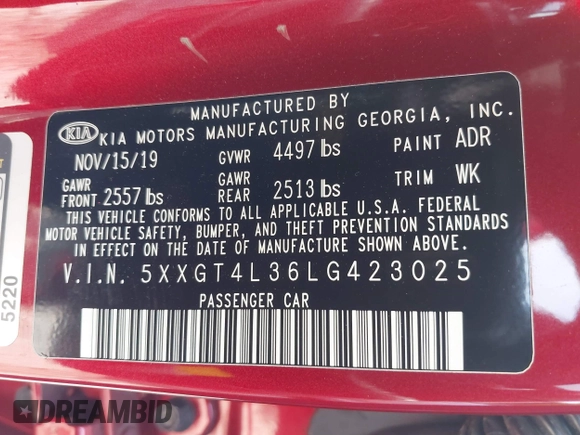 MANUFACTURED BY
KIA KIA MOTORS MANUFACTURING GEORGIA, INC.
NOV/15/19 GVWR 4497 lbs PAINT ADR
GAWR FRONT 2557 lbs GAWR REAR 2513 lbs TRIM WK
THIS VEHICLE CONFORMS TO ALL APPLICABLE U.S.A. FEDERAL
MOTOR VEHICLE SAFETY, BUMPER, AND THEFT PREVENTION STANDARDS
IN EFFECT ON THE DATE OF MANUFACTURE SHOWN ABOVE.
V.I.N. 5XXGT4L36LG423025
PASSENGER CAR
5220
DREAMBID